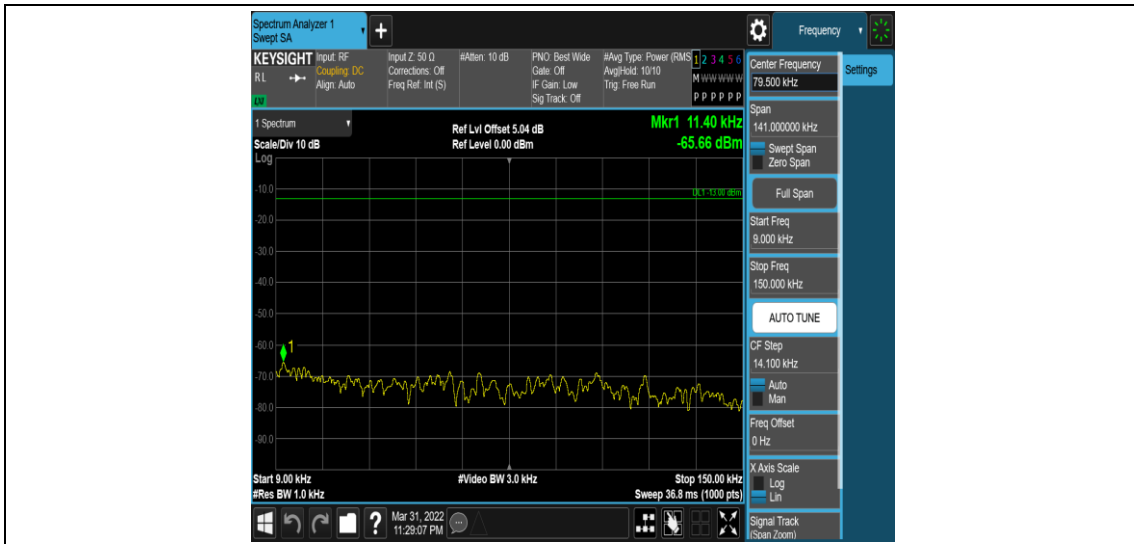 Spectrum Analyzer 1
Swept SA
+
Frequency
KEYSIGHT
RL
LXI
Input: RF
Coupling: DC
Align: Auto
Input Z: 50 Ω
Corrections: Off
Freq Ref: Int (S)
#Atten: 10 dB
PNO: Best Wide
Gate: Off
IF Gain: Low
Sig Track: Off
#Avg Type: Power (RMS
Avg|Hold: 10/10
Trig: Free Run
1 2 3 4 5 6
M W W W W W
P P P P P P
1 Spectrum
Scale/Div 10 dB
Log
Ref Lvl Offset 5.04 dB
Ref Level 0.00 dBm
Mkr1 11.40 kHz
-65.66 dBm
DL1 -13.00 dBm
-10.0
-20.0
-30.0
-40.0
-50.0
-60.0
1
-70.0
-80.0
-90.0
Start 9.00 kHz
#Video BW 3.0 kHz
Stop 150.00 kHz
#Res BW 1.0 kHz
Sweep 36.8 ms (1000 pts)
?
Mar 31, 2022
11:29:07 PM
Center Frequency
79.500 kHz
Settings
Span
141.000000 kHz
Swept Span
Zero Span
Full Span
Start Freq
9.000 kHz
Stop Freq
150.000 kHz
AUTO TUNE
CF Step
14.100 kHz
Auto
Man
Freq Offset
0 Hz
X Axis Scale
Log
Lin
Signal Track
(Span Zoom)